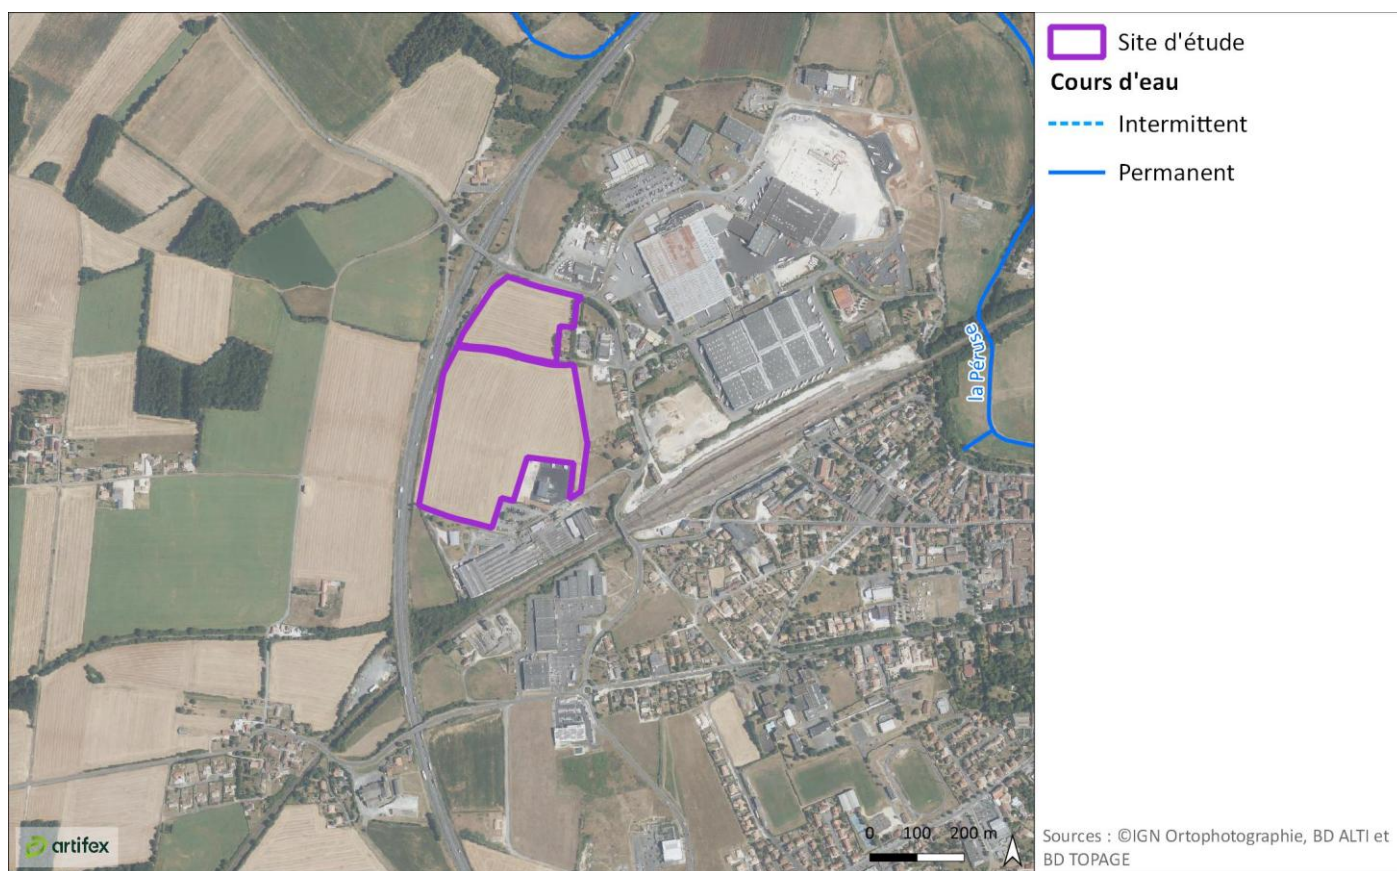 Site d'étude
Cours d'eau
Intermittent
Permanent
la Péruse
artifex
0 100 200 m
Sources : ©IGN Ortophotographie, BD ALTI et
BD TOPAGE